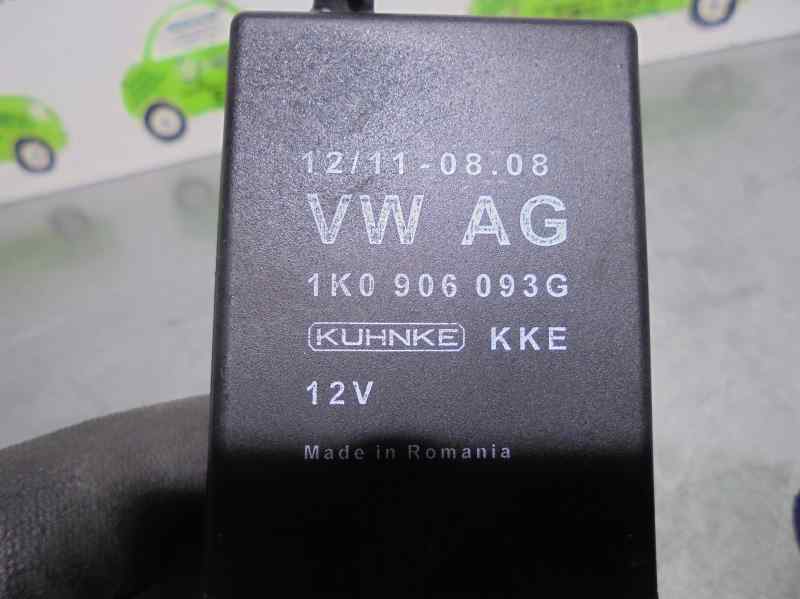 12/11-08.08
VW AG
1K0 906 093G
KUHNKE KKE
12V
Made in Romania